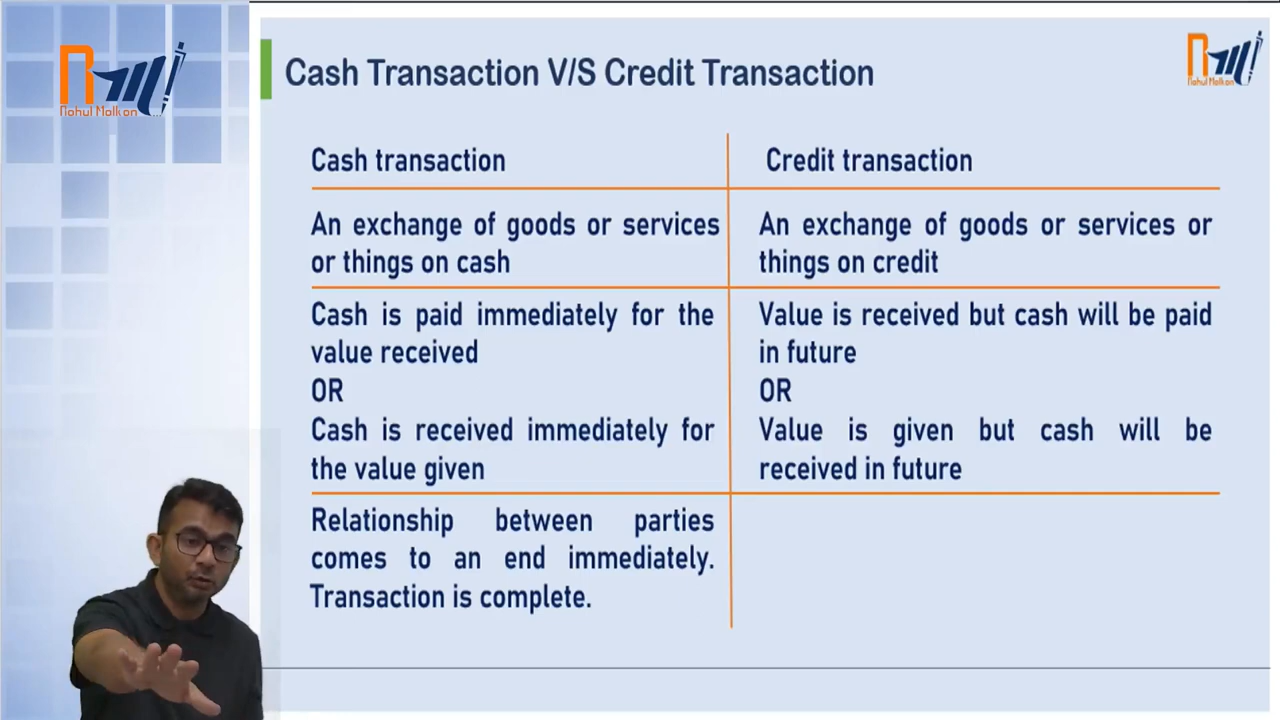 Rahul Malkan
Rahul Malkan
Cash Transaction V/S Credit Transaction
Cash transaction
Credit transaction
An exchange of goods or services
or things on cash
An exchange of goods or services or
things on credit
Cash is paid immediately for the
value received
OR
Cash is received immediately for
the value given
Value is received but cash will be paid
in future
OR
Value is given but cash will be
received in future
Relationship between parties
comes to an end immediately.
Transaction is complete.